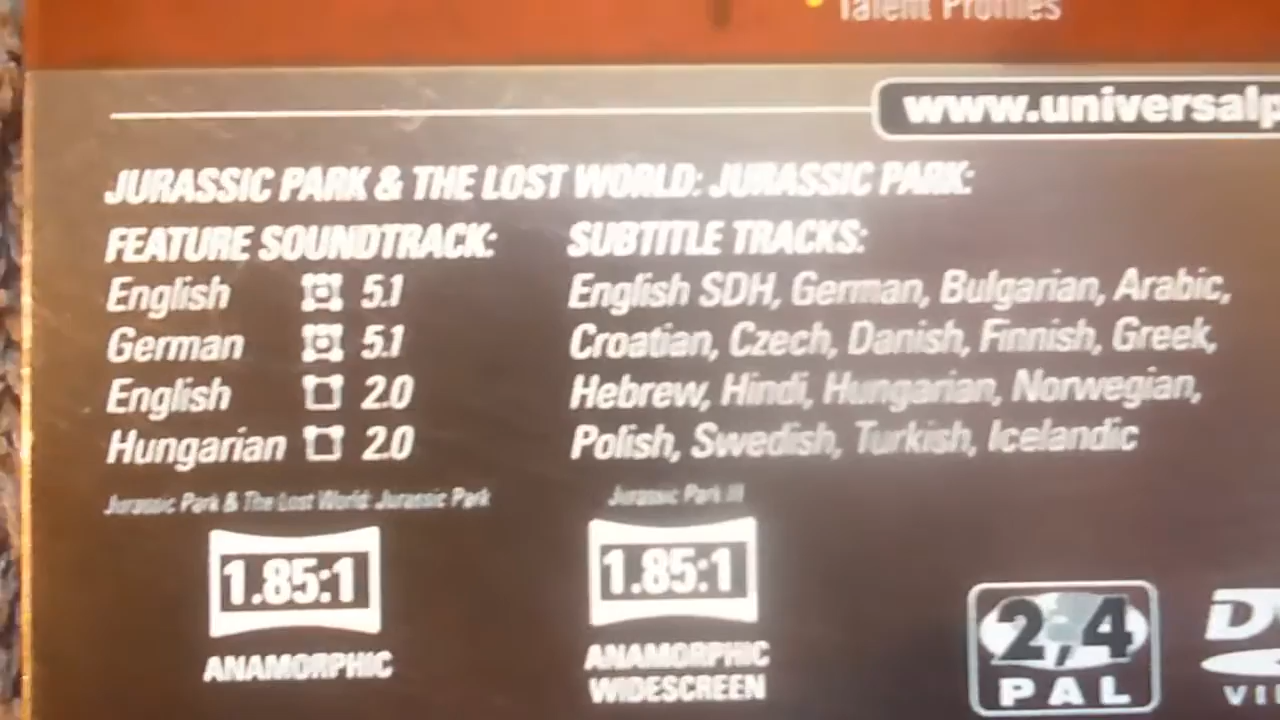 Talent Profiles
www.universalp
JURASSIC PARK & THE LOST WORLD: JURASSIC PARK:
FEATURE SOUNDTRACK:
English 5.1
German 5.1
English 2.0
Hungarian 2.0
SUBTITLE TRACKS:
English SDH, German, Bulgarian, Arabic,
Croatian, Czech, Danish, Finnish, Greek,
Hebrew, Hindi, Hungarian, Norwegian,
Polish, Swedish, Turkish, Icelandic
Jurassic Park & The Lost World: Jurassic Park
1.85:1
ANAMORPHIC
Jurassic Park III
1.85:1
ANAMORPHIC
WIDESCREEN
2,4
PAL